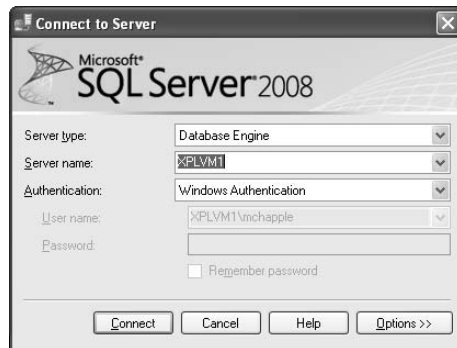 Connect to Server
Microsoft®
SQL Server® 2008
Server type: Database Engine
Server name: XPLVM1
Authentication: Windows Authentication
User name: XPLVM1\mchapple
Password:
Remember password
Connect Cancel Help Options >>